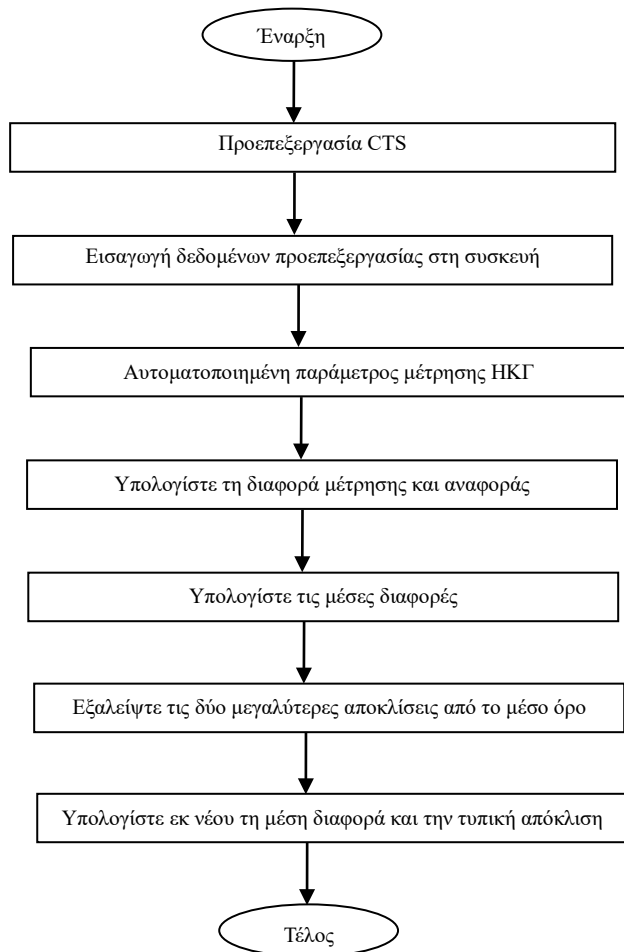 Έναρξη
Προεπεξεργασία CTS
Εισαγωγή δεδομένων προεπεξεργασίας στη συσκευή
Αυτοματοποιημένη παράμετρος μέτρησης ΗΚΓ
Υπολογίστε τη διαφορά μέτρησης και αναφοράς
Υπολογίστε τις μέσες διαφορές
Εξαλείψτε τις δύο μεγαλύτερες αποκλίσεις από το μέσο όρο
Υπολογίστε εκ νέου τη μέση διαφορά και την τυπική απόκλιση
Τέλος